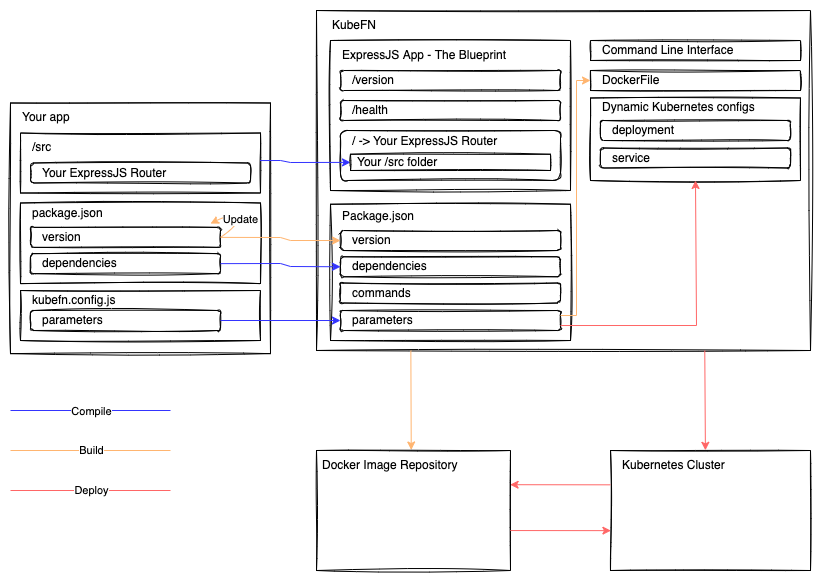 Your app
/src
Your ExpressJS Router
package.json
Update
version
dependencies
kubefn.config.js
parameters
KubeFN
ExpressJS App - The Blueprint
/version
/health
/ -> Your ExpressJS Router
Your /src folder
Package.json
version
dependencies
commands
parameters
Command Line Interface
DockerFile
Dynamic Kubernetes configs
deployment
service
Compile
Build
Deploy
Docker Image Repository
Kubernetes Cluster